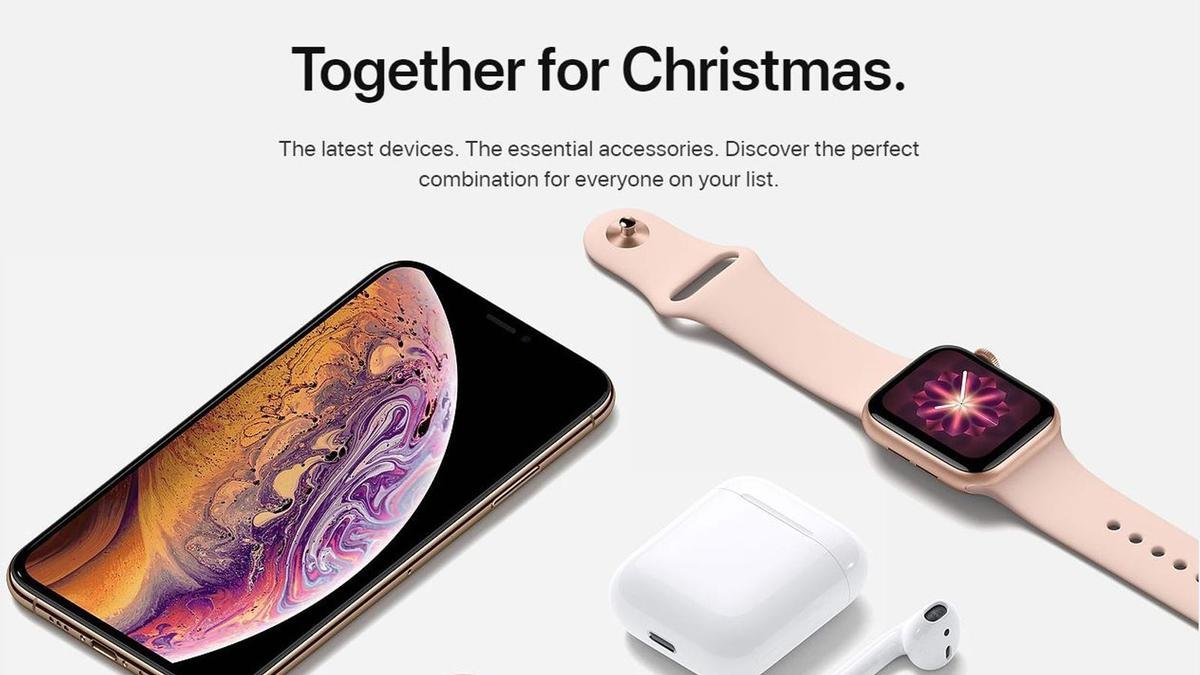 Together for Christmas.
The latest devices. The essential accessories. Discover the perfect
combination for everyone on your list.